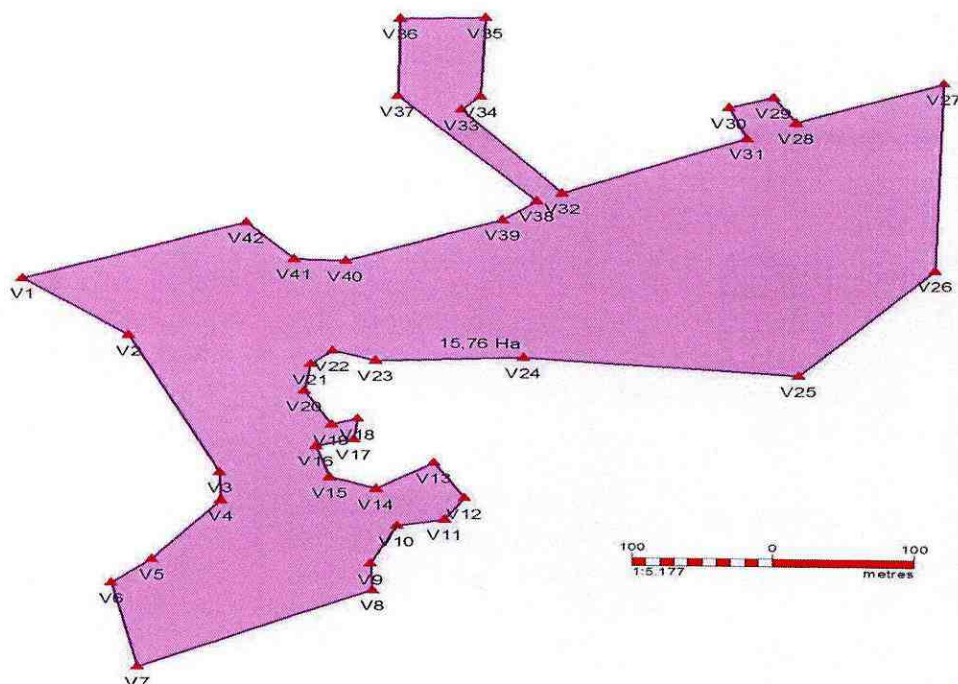 V36 V35
V37 V34
V33
V30 V29 V27
V28
V31
V32
V38
V39
V42
V41 V40
V1
V26
V2
15,76 Ha
V22 V23 V24
V21
V25
V20
V18
V19
V17
V16
V13
V3
V15
V14
V4
V12
V10 V11
100 0 100
V5
V9
1:5.177 metres
V6
V8
V7